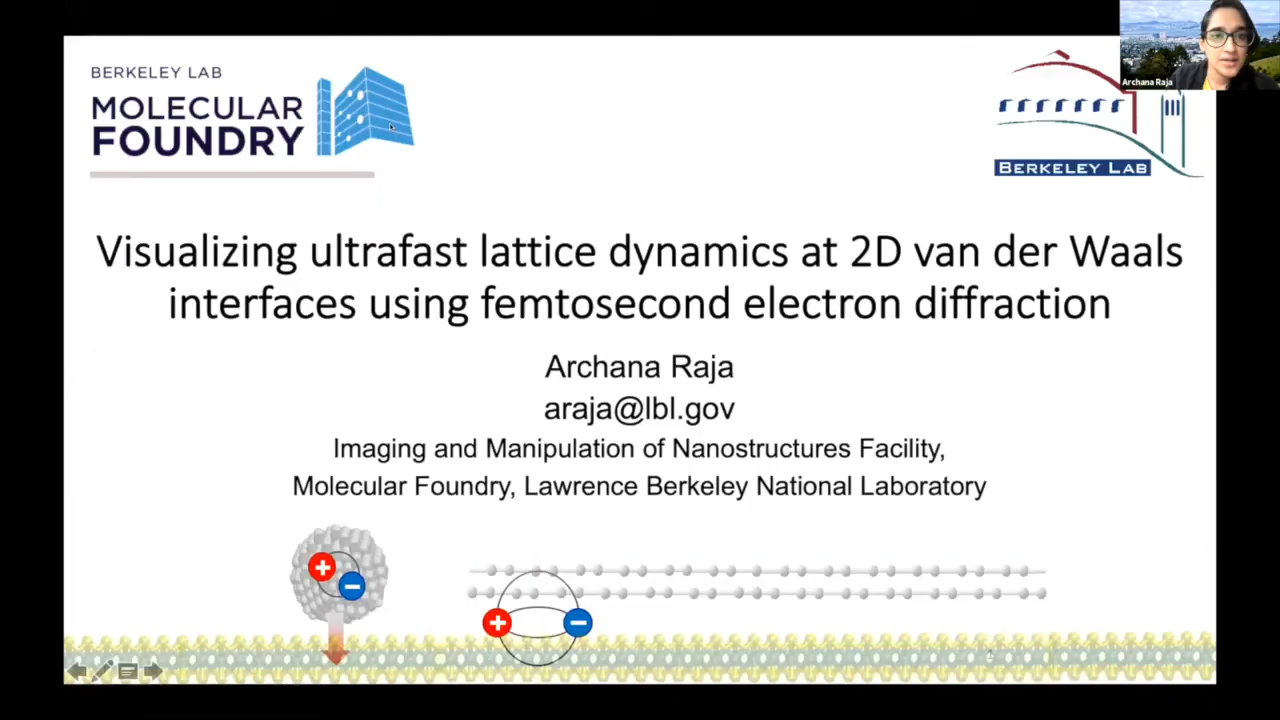 Archana Raja
BERKELEY LAB
MOLECULAR
FOUNDRY
BERKELEY LAB
Visualizing ultrafast lattice dynamics at 2D van der Waals
interfaces using femtosecond electron diffraction
Archana Raja
araja@lbl.gov
Imaging and Manipulation of Nanostructures Facility,
Molecular Foundry, Lawrence Berkeley National Laboratory
+
−
+
−
1